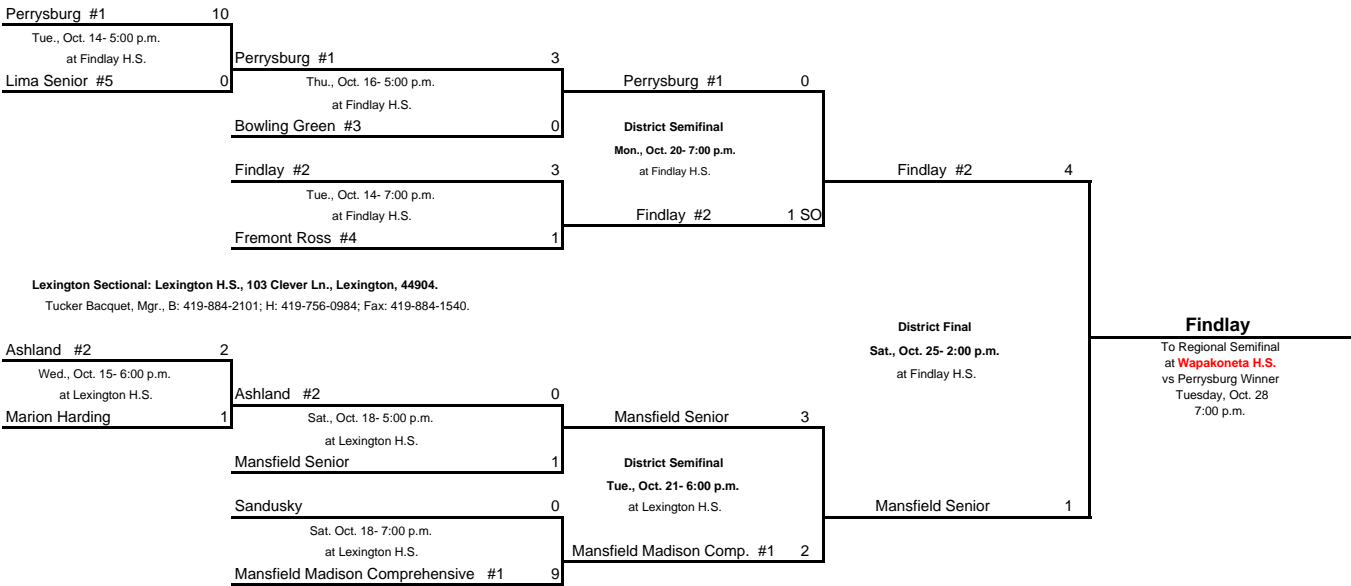 Perrysburg #1 10
Tue., Oct. 14- 5:00 p.m.
at Findlay H.S.
Lima Senior #5 0
Perrysburg #1 3
Thu., Oct. 16- 5:00 p.m.
at Findlay H.S.
Bowling Green #3 0
Perrysburg #1 0
District Semifinal
Mon., Oct. 20- 7:00 p.m.
at Findlay H.S.
Findlay #2 1 SO
Findlay #2 3
Tue., Oct. 14- 7:00 p.m.
at Findlay H.S.
Fremont Ross #4 1
Findlay #2 4
Lexington Sectional: Lexington H.S., 103 Clever Ln., Lexington, 44904.
Tucker Bacquet, Mgr., B: 419-884-2101; H: 419-756-0984; Fax: 419-884-1540.
District Final
Sat., Oct. 25- 2:00 p.m.
at Findlay H.S.
Findlay
To Regional Semifinal
at Wapakoneta H.S.
vs Perrysburg Winner
Tuesday, Oct. 28
7:00 p.m.
Ashland #2 2
Wed., Oct. 15- 6:00 p.m.
at Lexington H.S.
Marion Harding 1
Ashland #2 0
Sat., Oct. 18- 5:00 p.m.
at Lexington H.S.
Mansfield Senior 1
Mansfield Senior 3
District Semifinal
Tue., Oct. 21- 6:00 p.m.
at Lexington H.S.
Mansfield Madison Comp. #1 2
Sandusky 0
Sat. Oct. 18- 7:00 p.m.
at Lexington H.S.
Mansfield Madison Comprehensive #1 9
Mansfield Senior 1